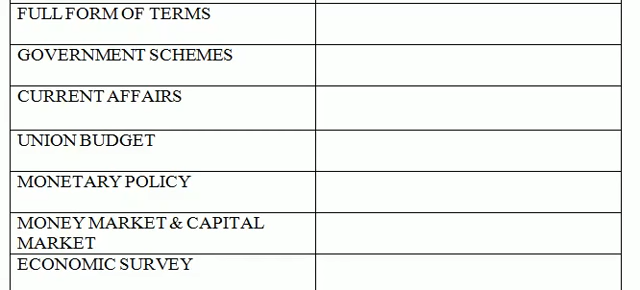 FULL FORM OF TERMS
GOVERNMENT SCHEMES
CURRENT AFFAIRS
UNION BUDGET
MONETARY POLICY
MONEY MARKET & CAPITAL
MARKET
ECONOMIC SURVEY